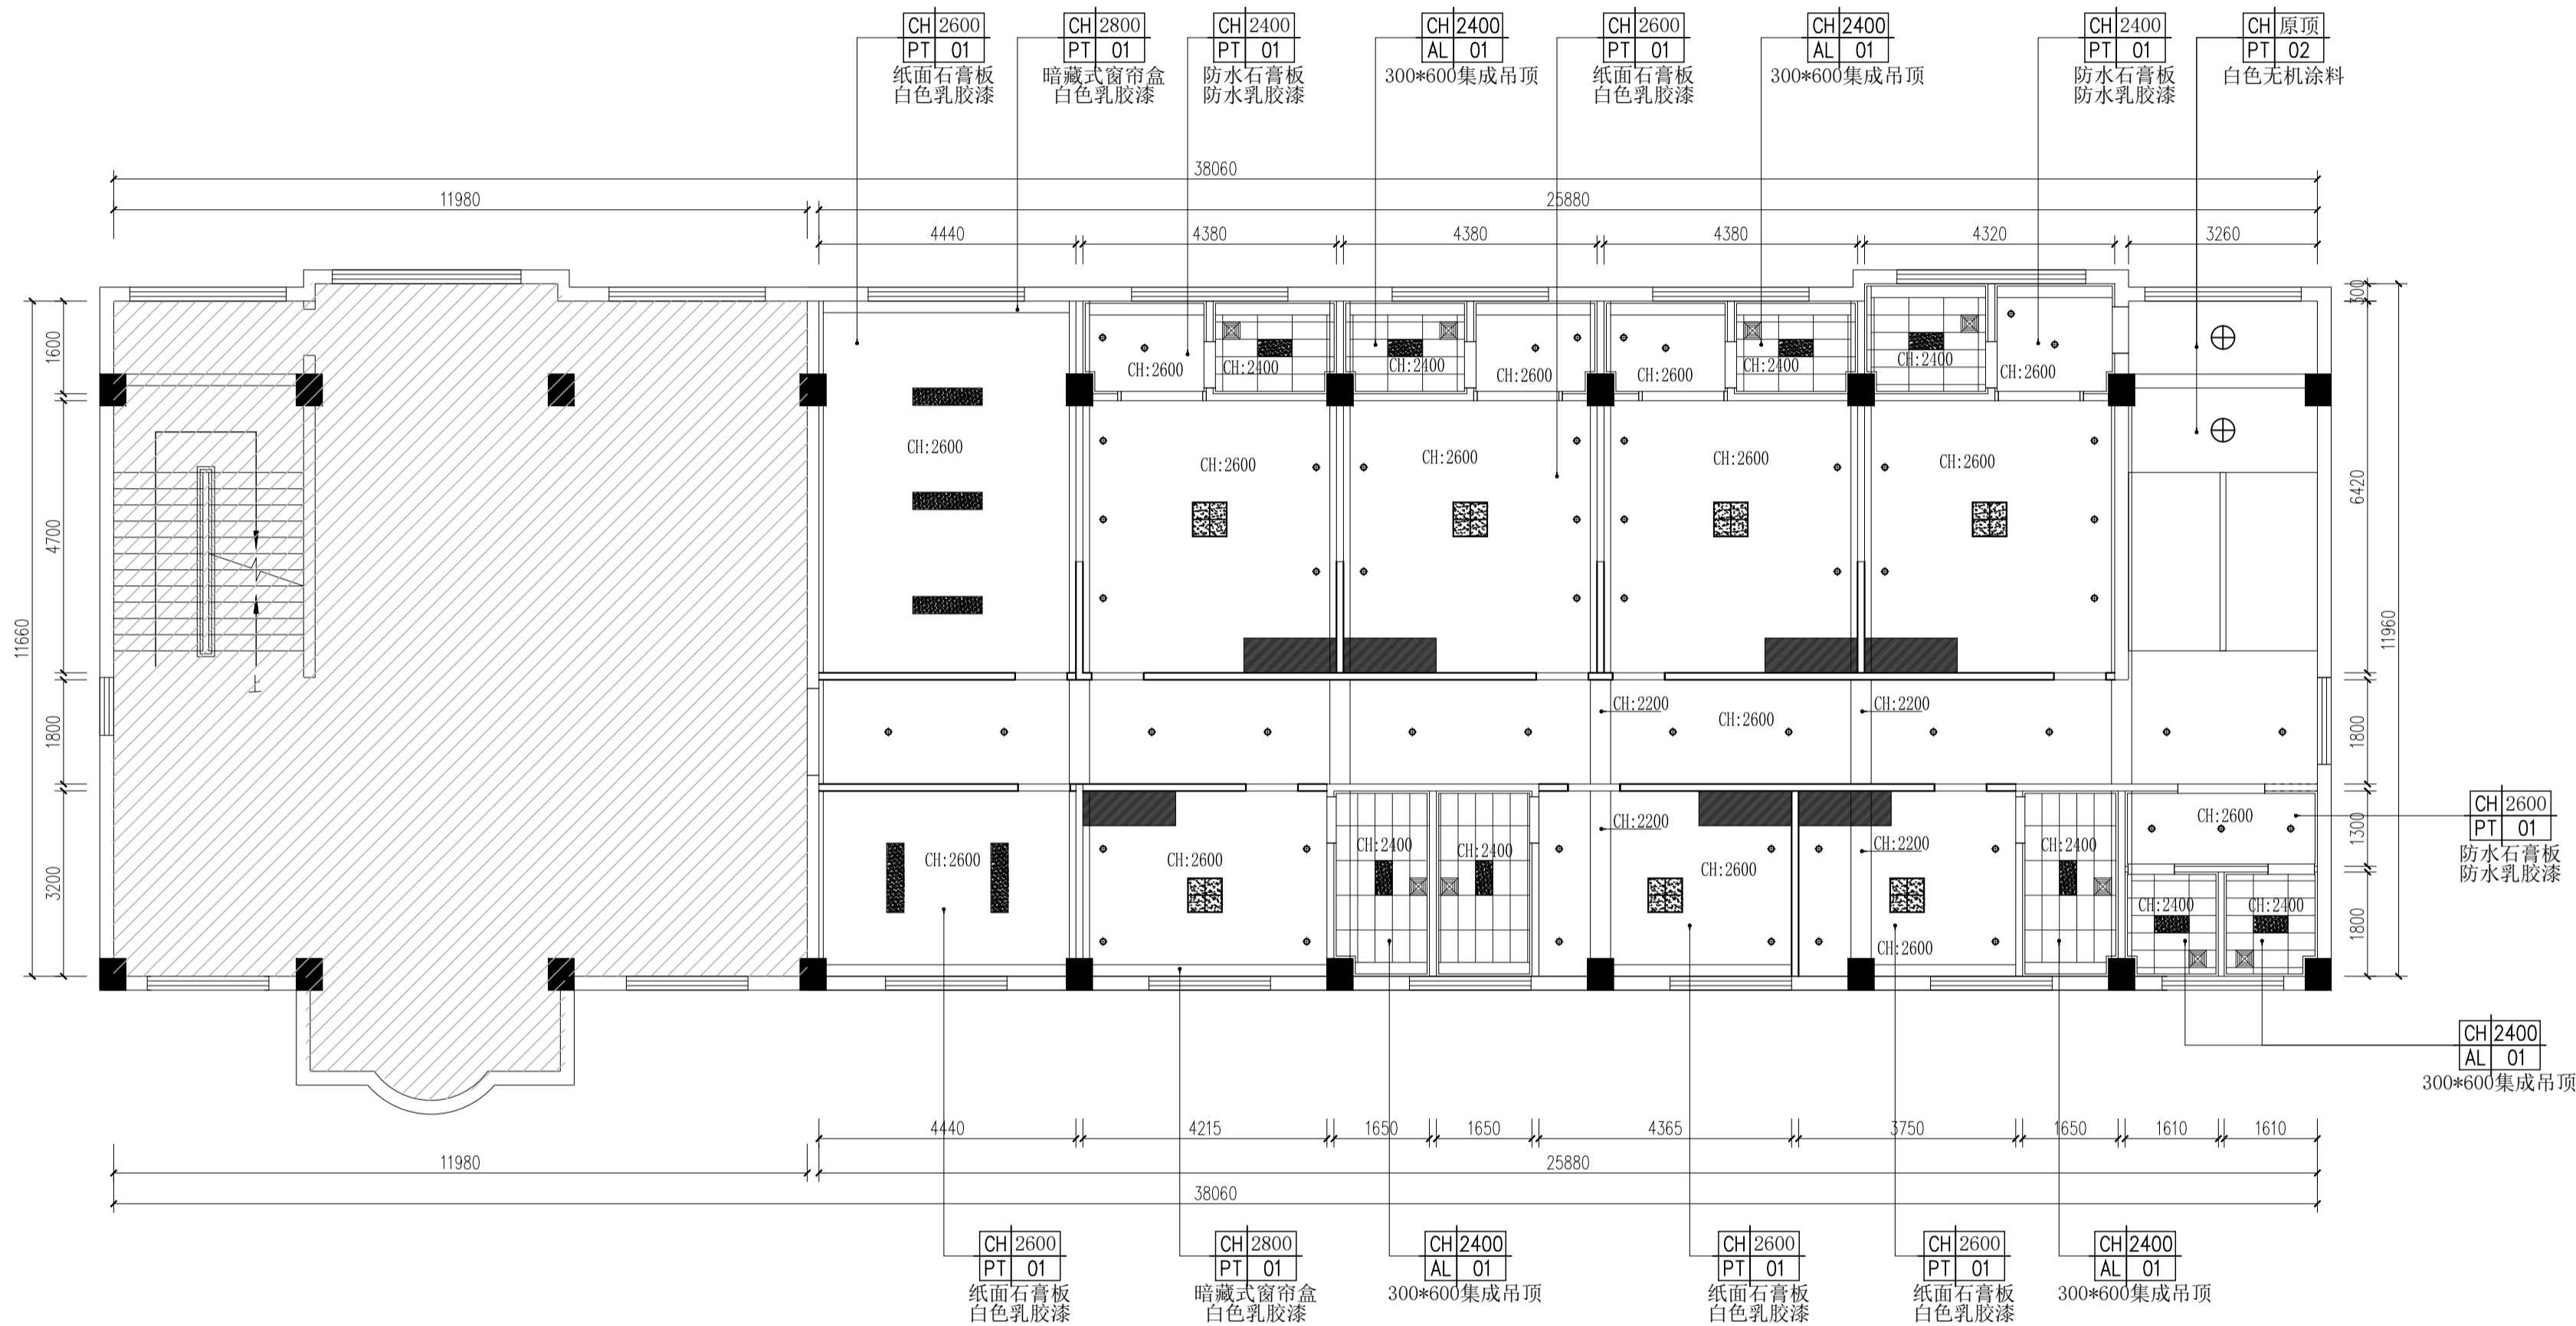 CH 2600
PT 01
纸面石膏板
白色乳胶漆
CH 2800
PT 01
暗藏式窗帘盒
白色乳胶漆
CH 2400
PT 01
防水石膏板
防水乳胶漆
CH 2400
AL 01
300*600集成吊顶
CH 2600
PT 01
纸面石膏板
白色乳胶漆
CH 2400
AL 01
300*600集成吊顶
CH 2400
PT 01
防水石膏板
防水乳胶漆
CH 原顶
PT 02
白色无机涂料
38060
11980
25880
4440
4380
4380
4380
4320
3260
1600
4700
1800
3200
11660
300
6420
1800
1300
1800
11960
CH:2600
CH:2400
CH:2400
CH:2600
CH:2600
CH:2400
CH:2400
CH:2600
CH:2600
CH:2600
CH:2600
CH:2600
CH:2600
CH:2200
CH:2600
CH:2200
上
CH:2600
CH:2600
CH:2400
CH:2400
CH:2200
CH:2600
CH:2200
CH:2600
CH:2400
CH:2600
CH:2400
CH:2400
CH 2600
PT 01
防水石膏板
防水乳胶漆
CH 2400
AL 01
300*600集成吊顶
4440
4215
1650
1650
4365
3750
1650
1610
1610
11980
25880
38060
CH 2600
PT 01
纸面石膏板
白色乳胶漆
CH 2800
PT 01
暗藏式窗帘盒
白色乳胶漆
CH 2400
AL 01
300*600集成吊顶
CH 2600
PT 01
纸面石膏板
白色乳胶漆
CH 2600
PT 01
纸面石膏板
白色乳胶漆
CH 2400
AL 01
300*600集成吊顶